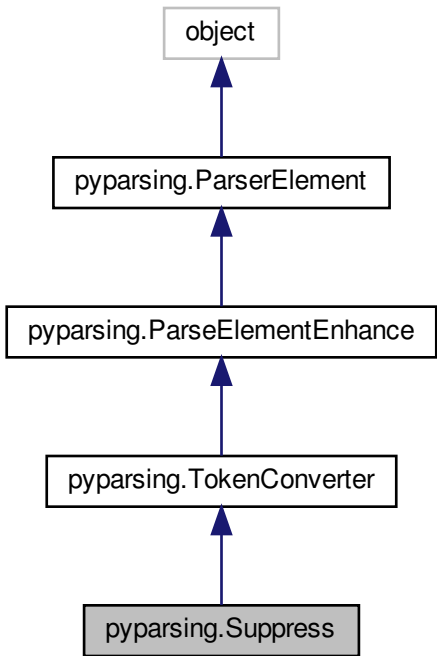 object
pyparsing.ParserElement
pyparsing.ParseElementEnhance
pyparsing.TokenConverter
pyparsing.Suppress